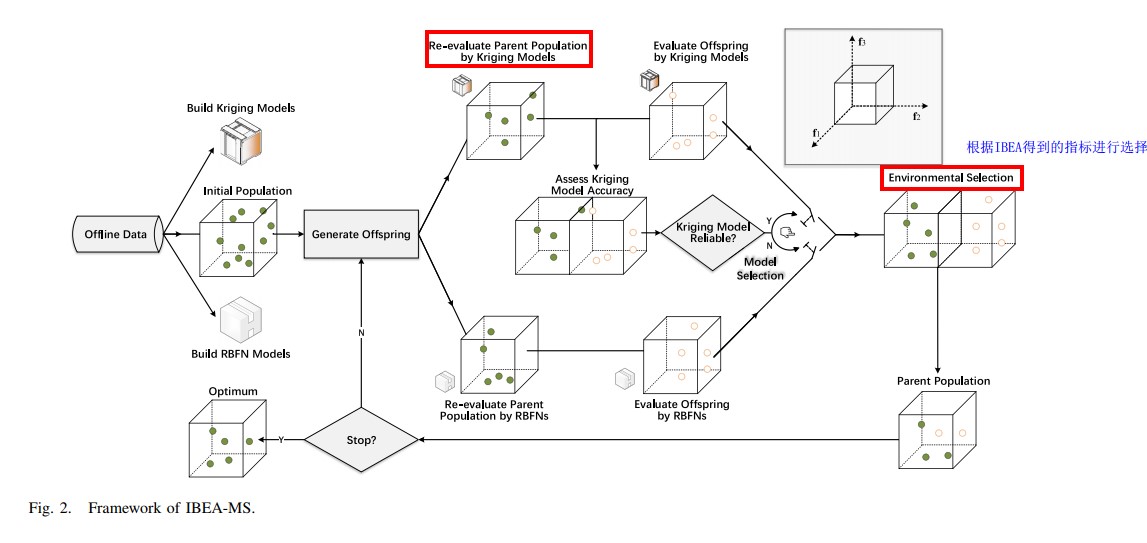 Re-evaluate Parent Population
by Kriging Models
Evaluate Offspring
by Kriging Models
f3
f2
f1
根据IBEA得到的指标进行选择
Build Kriging Models
Initial Population
Offline Data
Generate Offspring
Assess Kriging
Model Accuracy
Kriging Model
Reliable?
Y
N
Model
Selection
Environmental Selection
Build RBFN Models
N
Re-evaluate Parent
Population by RBFNs
Evaluate Offspring
by RBFNs
Parent Population
Optimum
Y
Stop?
Fig. 2. Framework of IBEA-MS.